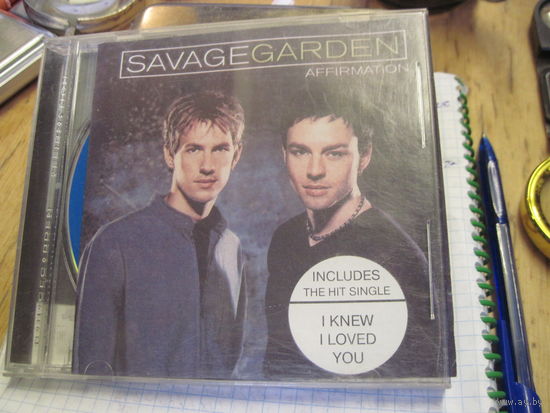 SAVAGEGARDEN
AFFIRMATION
INCLUDES
THE HIT SINGLE
I KNEW
I LOVED
YOU